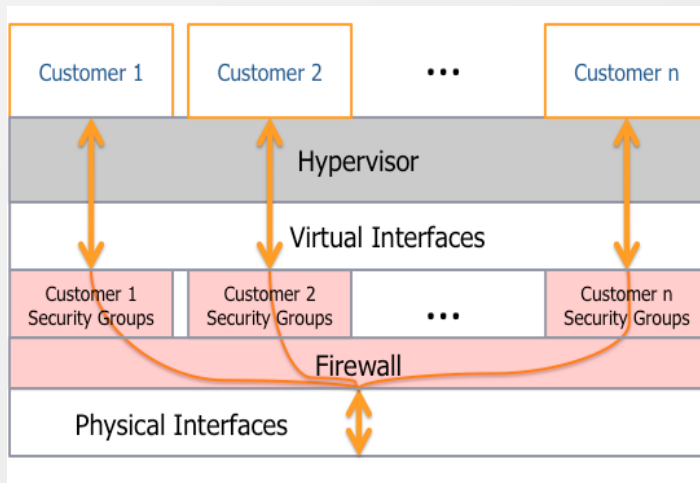 Customer 1
Customer 2
...
Customer n
Hypervisor
Virtual Interfaces
Customer 1
Security Groups
Customer 2
Security Groups
...
Customer n
Security Groups
Firewall
Physical Interfaces